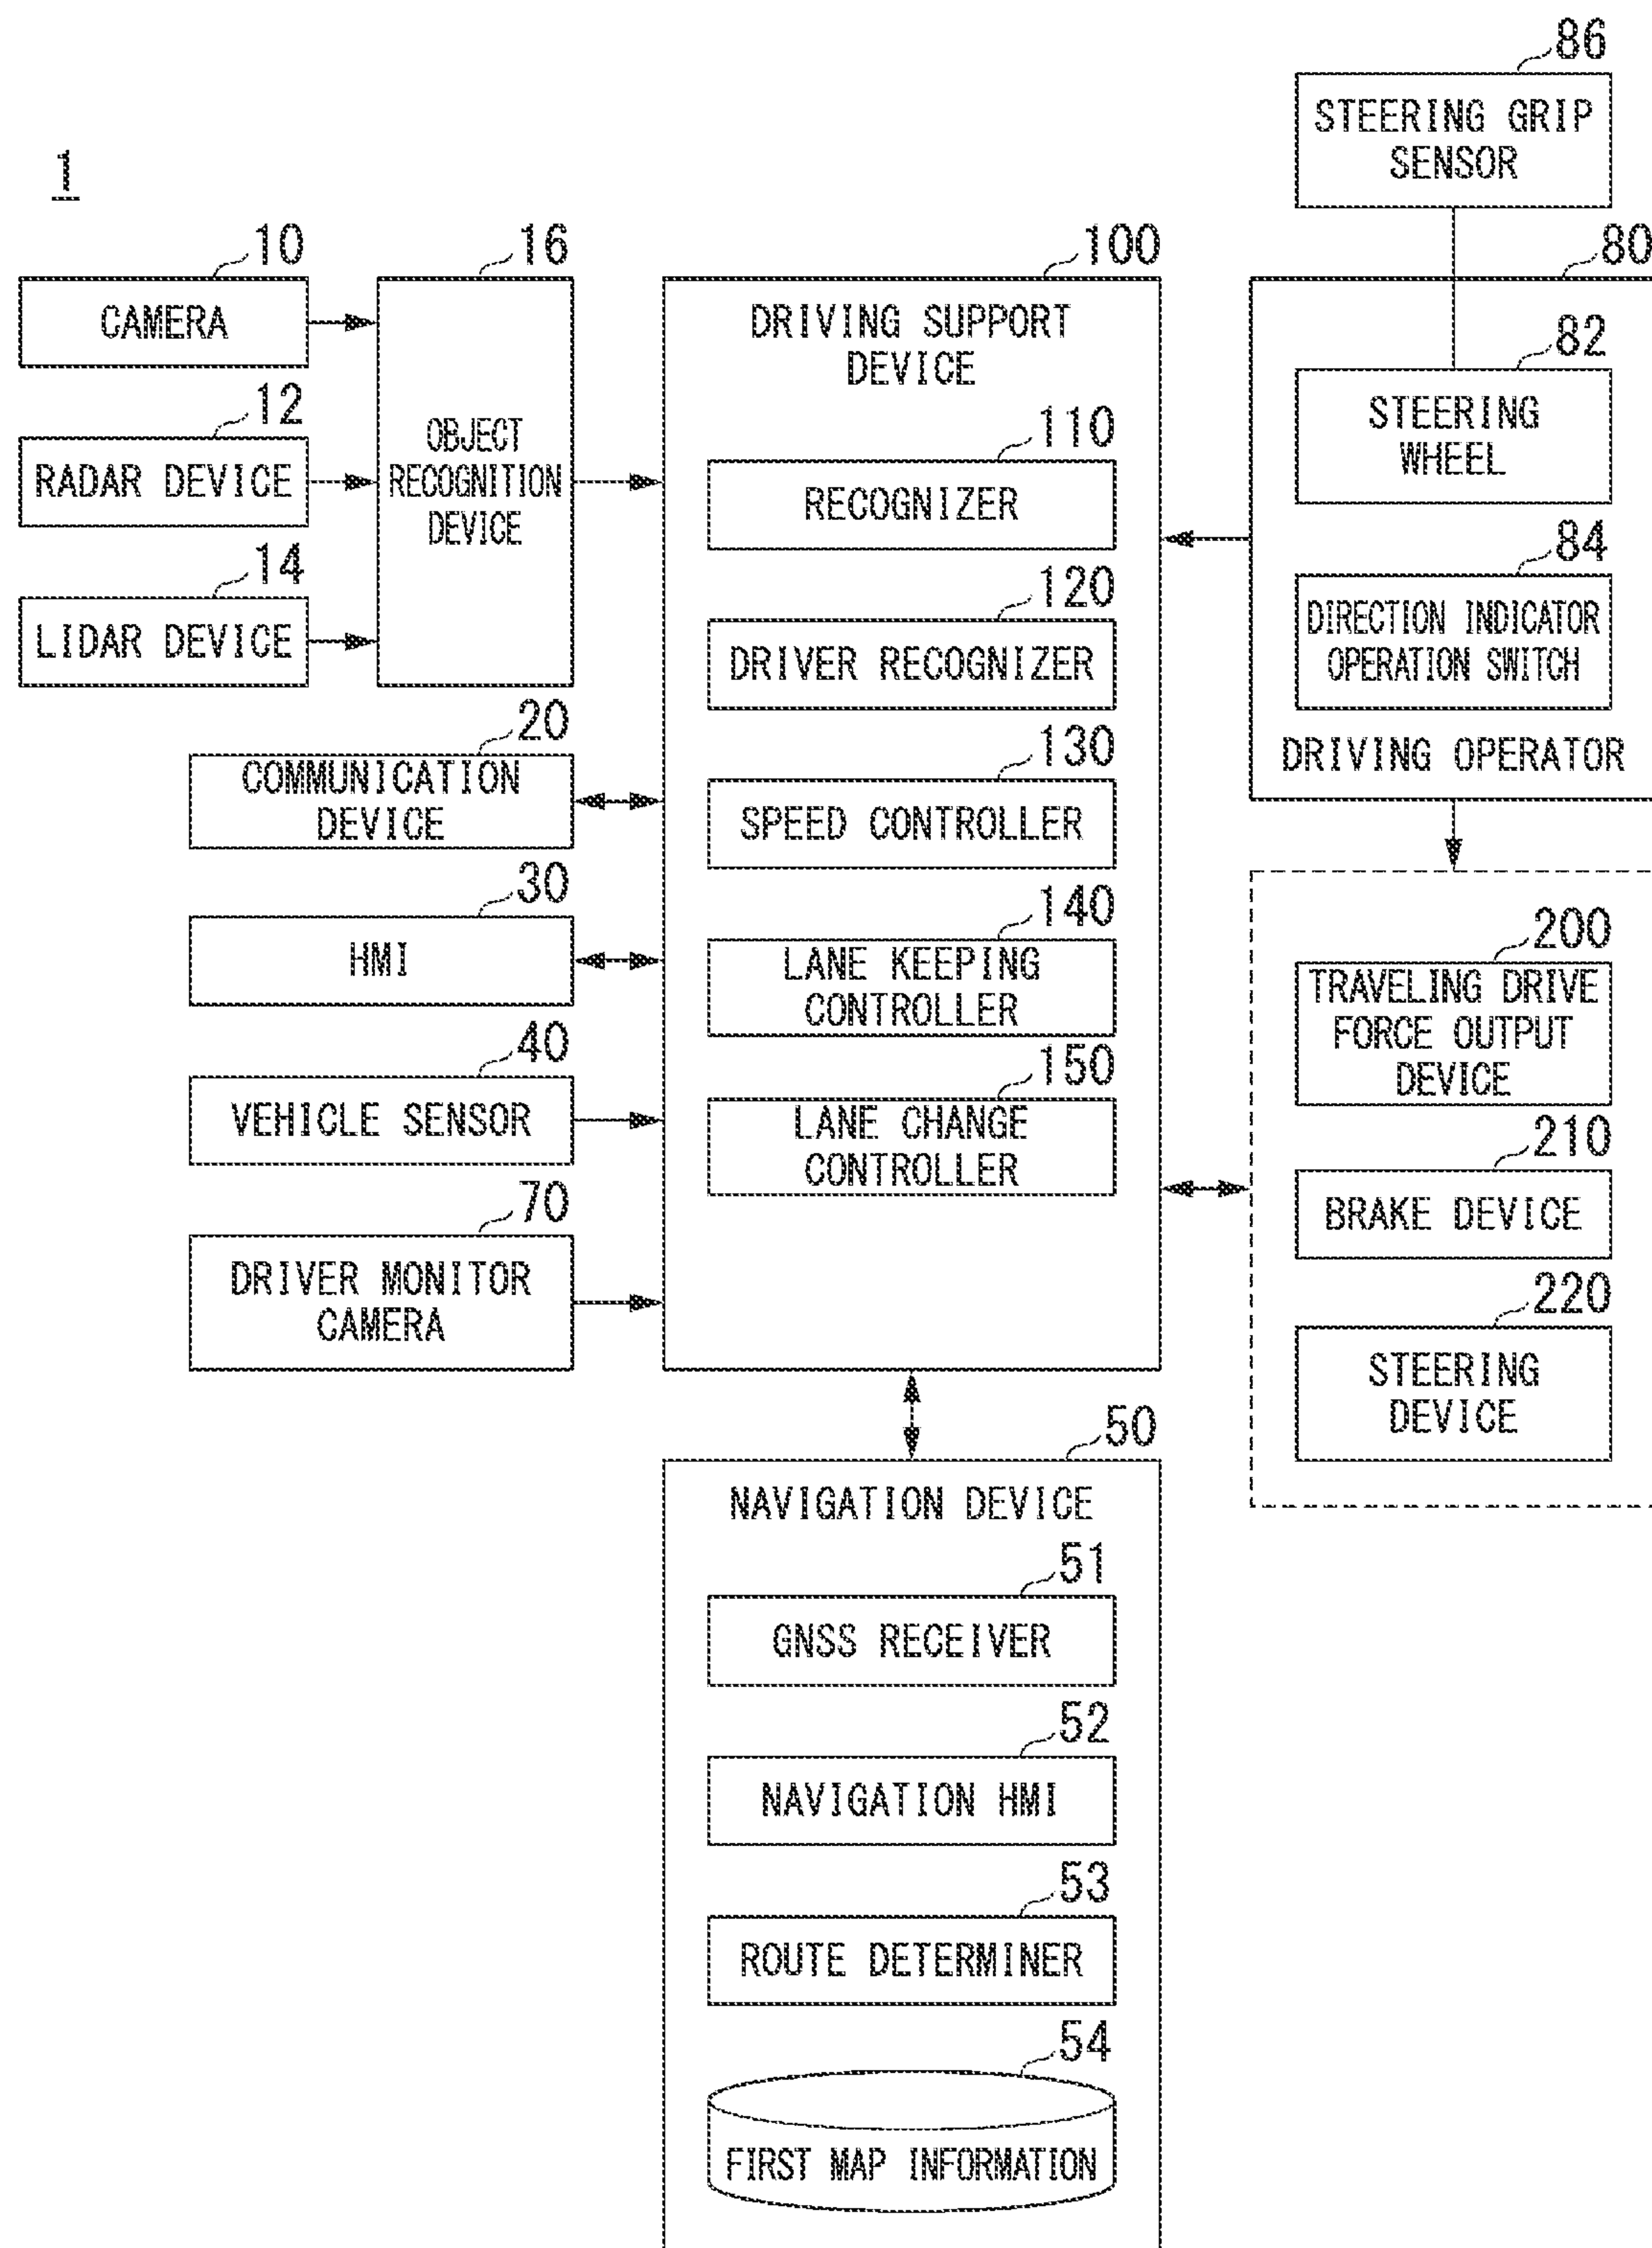 1
86
STEERING GRIP
SENSOR
10
CAMERA
12
RADAR DEVICE
14
LIDAR DEVICE
16
OBJECT
RECOGNITION
DEVICE
20
COMMUNICATION
DEVICE
30
HMI
40
VEHICLE SENSOR
70
DRIVER MONITOR
CAMERA
100
DRIVING SUPPORT
DEVICE
110
RECOGNIZER
120
DRIVER RECOGNIZER
130
SPEED CONTROLLER
140
LANE KEEPING
CONTROLLER
150
LANE CHANGE
CONTROLLER
80
82
STEERING
WHEEL
84
DIRECTION INDICATOR
OPERATION SWITCH
DRIVING OPERATOR
200
TRAVELING DRIVE
FORCE OUTPUT
DEVICE
210
BRAKE DEVICE
220
STEERING
DEVICE
50
NAVIGATION DEVICE
51
GNSS RECEIVER
52
NAVIGATION HMI
53
ROUTE DETERMINER
54
FIRST MAP INFORMATION